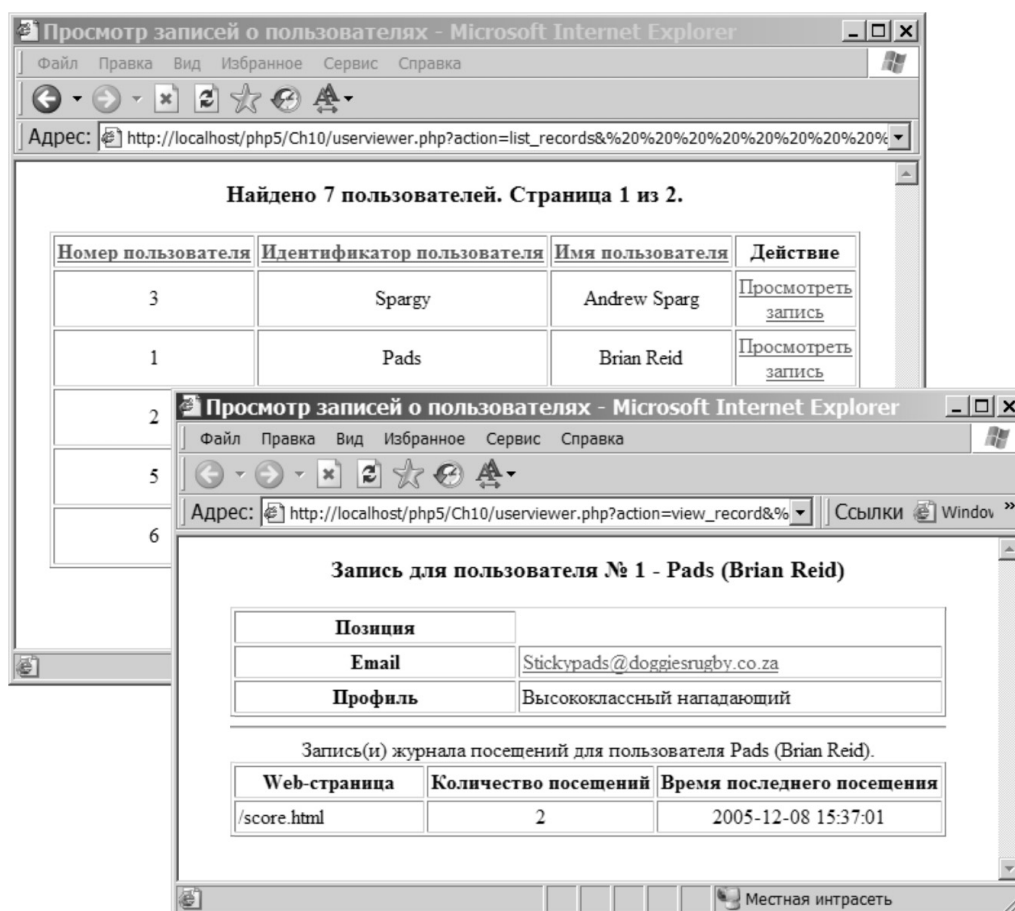 Просмотр записей о пользователях - Microsoft Internet Explorer
Файл Правка Вид Избранное Сервис Справка
Адрес: http://localhost/php5/Ch10/userviewer.php?action=list_records&%20%20%20%20%20%20%20%20%
Найдено 7 пользователей. Страница 1 из 2.
Номер пользователя Идентификатор пользователя Имя пользователя Действие
3 Spargy Andrew Sparg Просмотреть запись
1 Pads Brian Reid Просмотреть запись
2
5
6
Просмотр записей о пользователях - Microsoft Internet Explorer
Файл Правка Вид Избранное Сервис Справка
Адрес: http://localhost/php5/Ch10/userviewer.php?action=view_record&% Ссылки Window »
Запись для пользователя № 1 - Pads (Brian Reid)
Позиция
Email Stickypads@doggiesrugby.co.za
Профиль Высококлассный нападающий
Запись(и) журнала посещений для пользователя Pads (Brian Reid).
Web-страница Количество посещений Время последнего посещения
/score.html 2 2005-12-08 15:37:01
Местная интрасеть